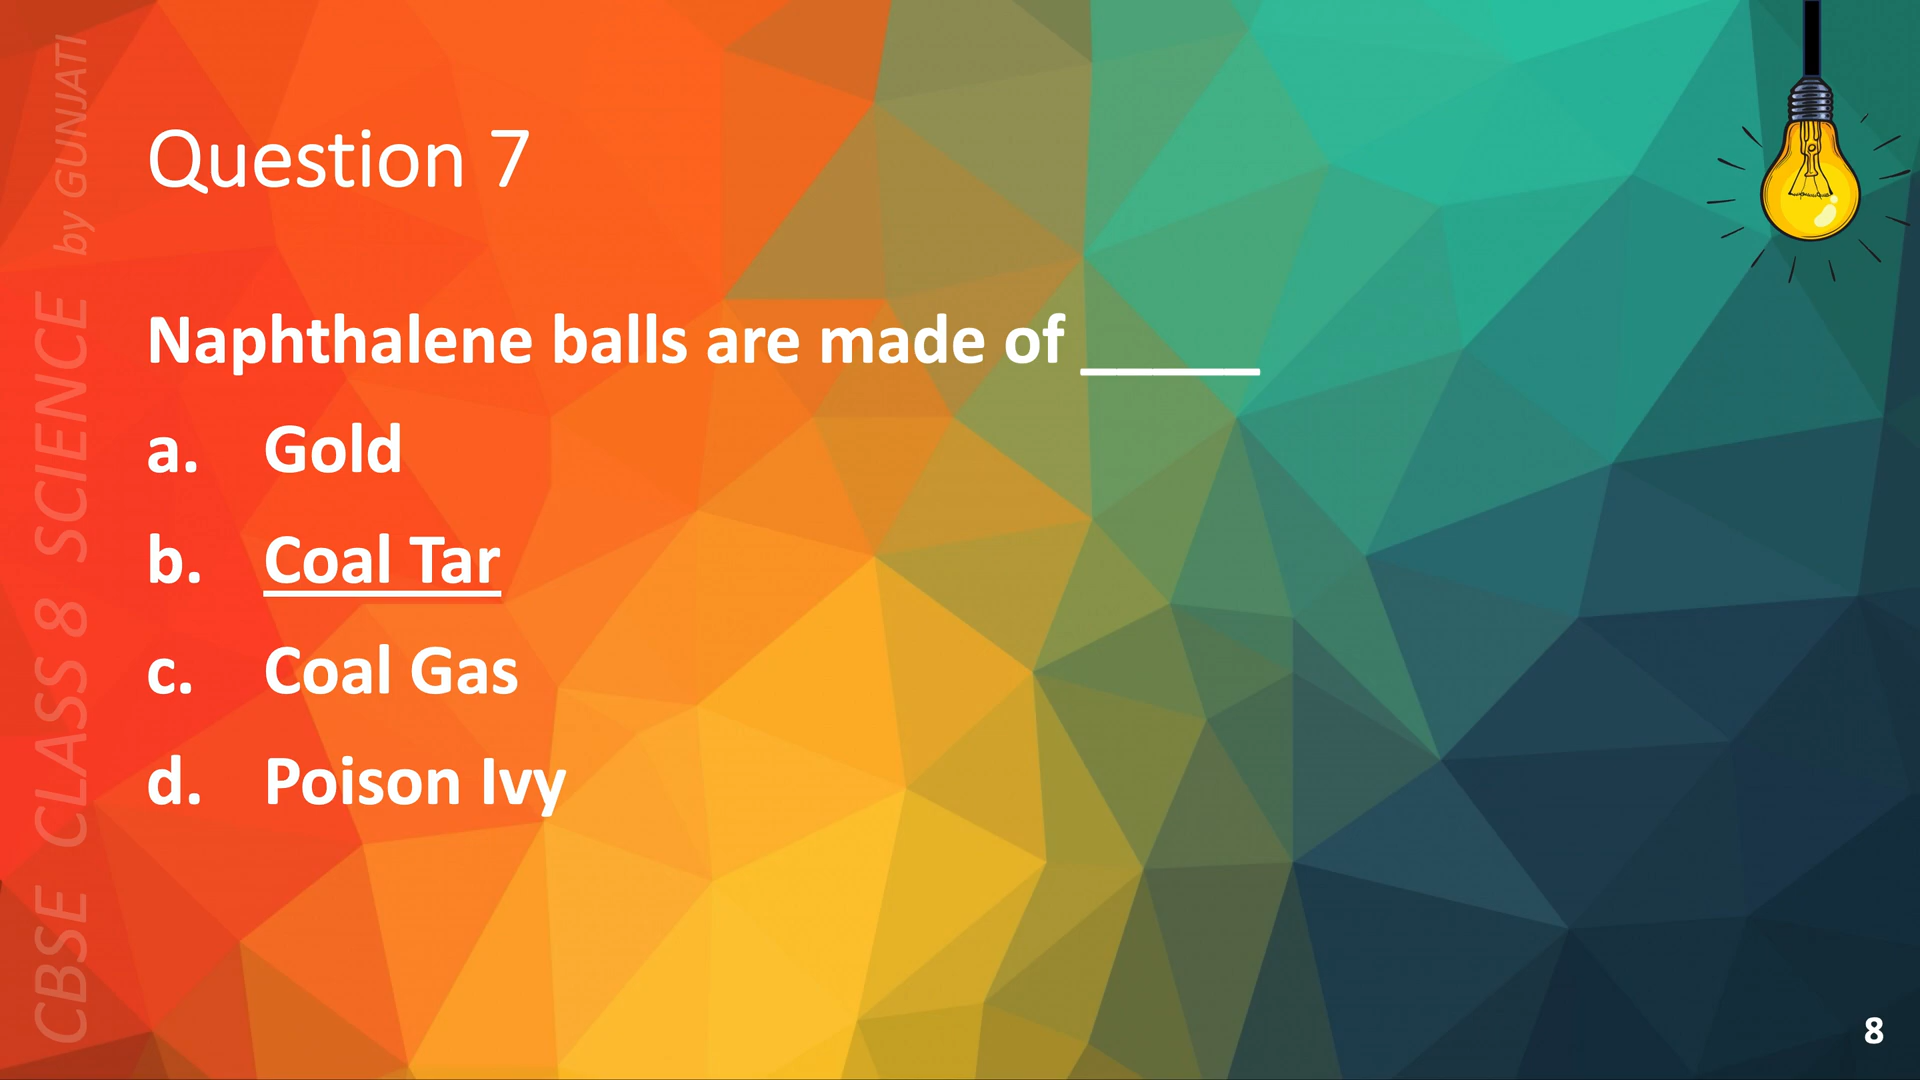 CBSE CLASS 8 SCIENCE by GUNJATI
Question 7
Naphthalene balls are made of _____
a. Gold
b. Coal Tar
c. Coal Gas
d. Poison Ivy
8